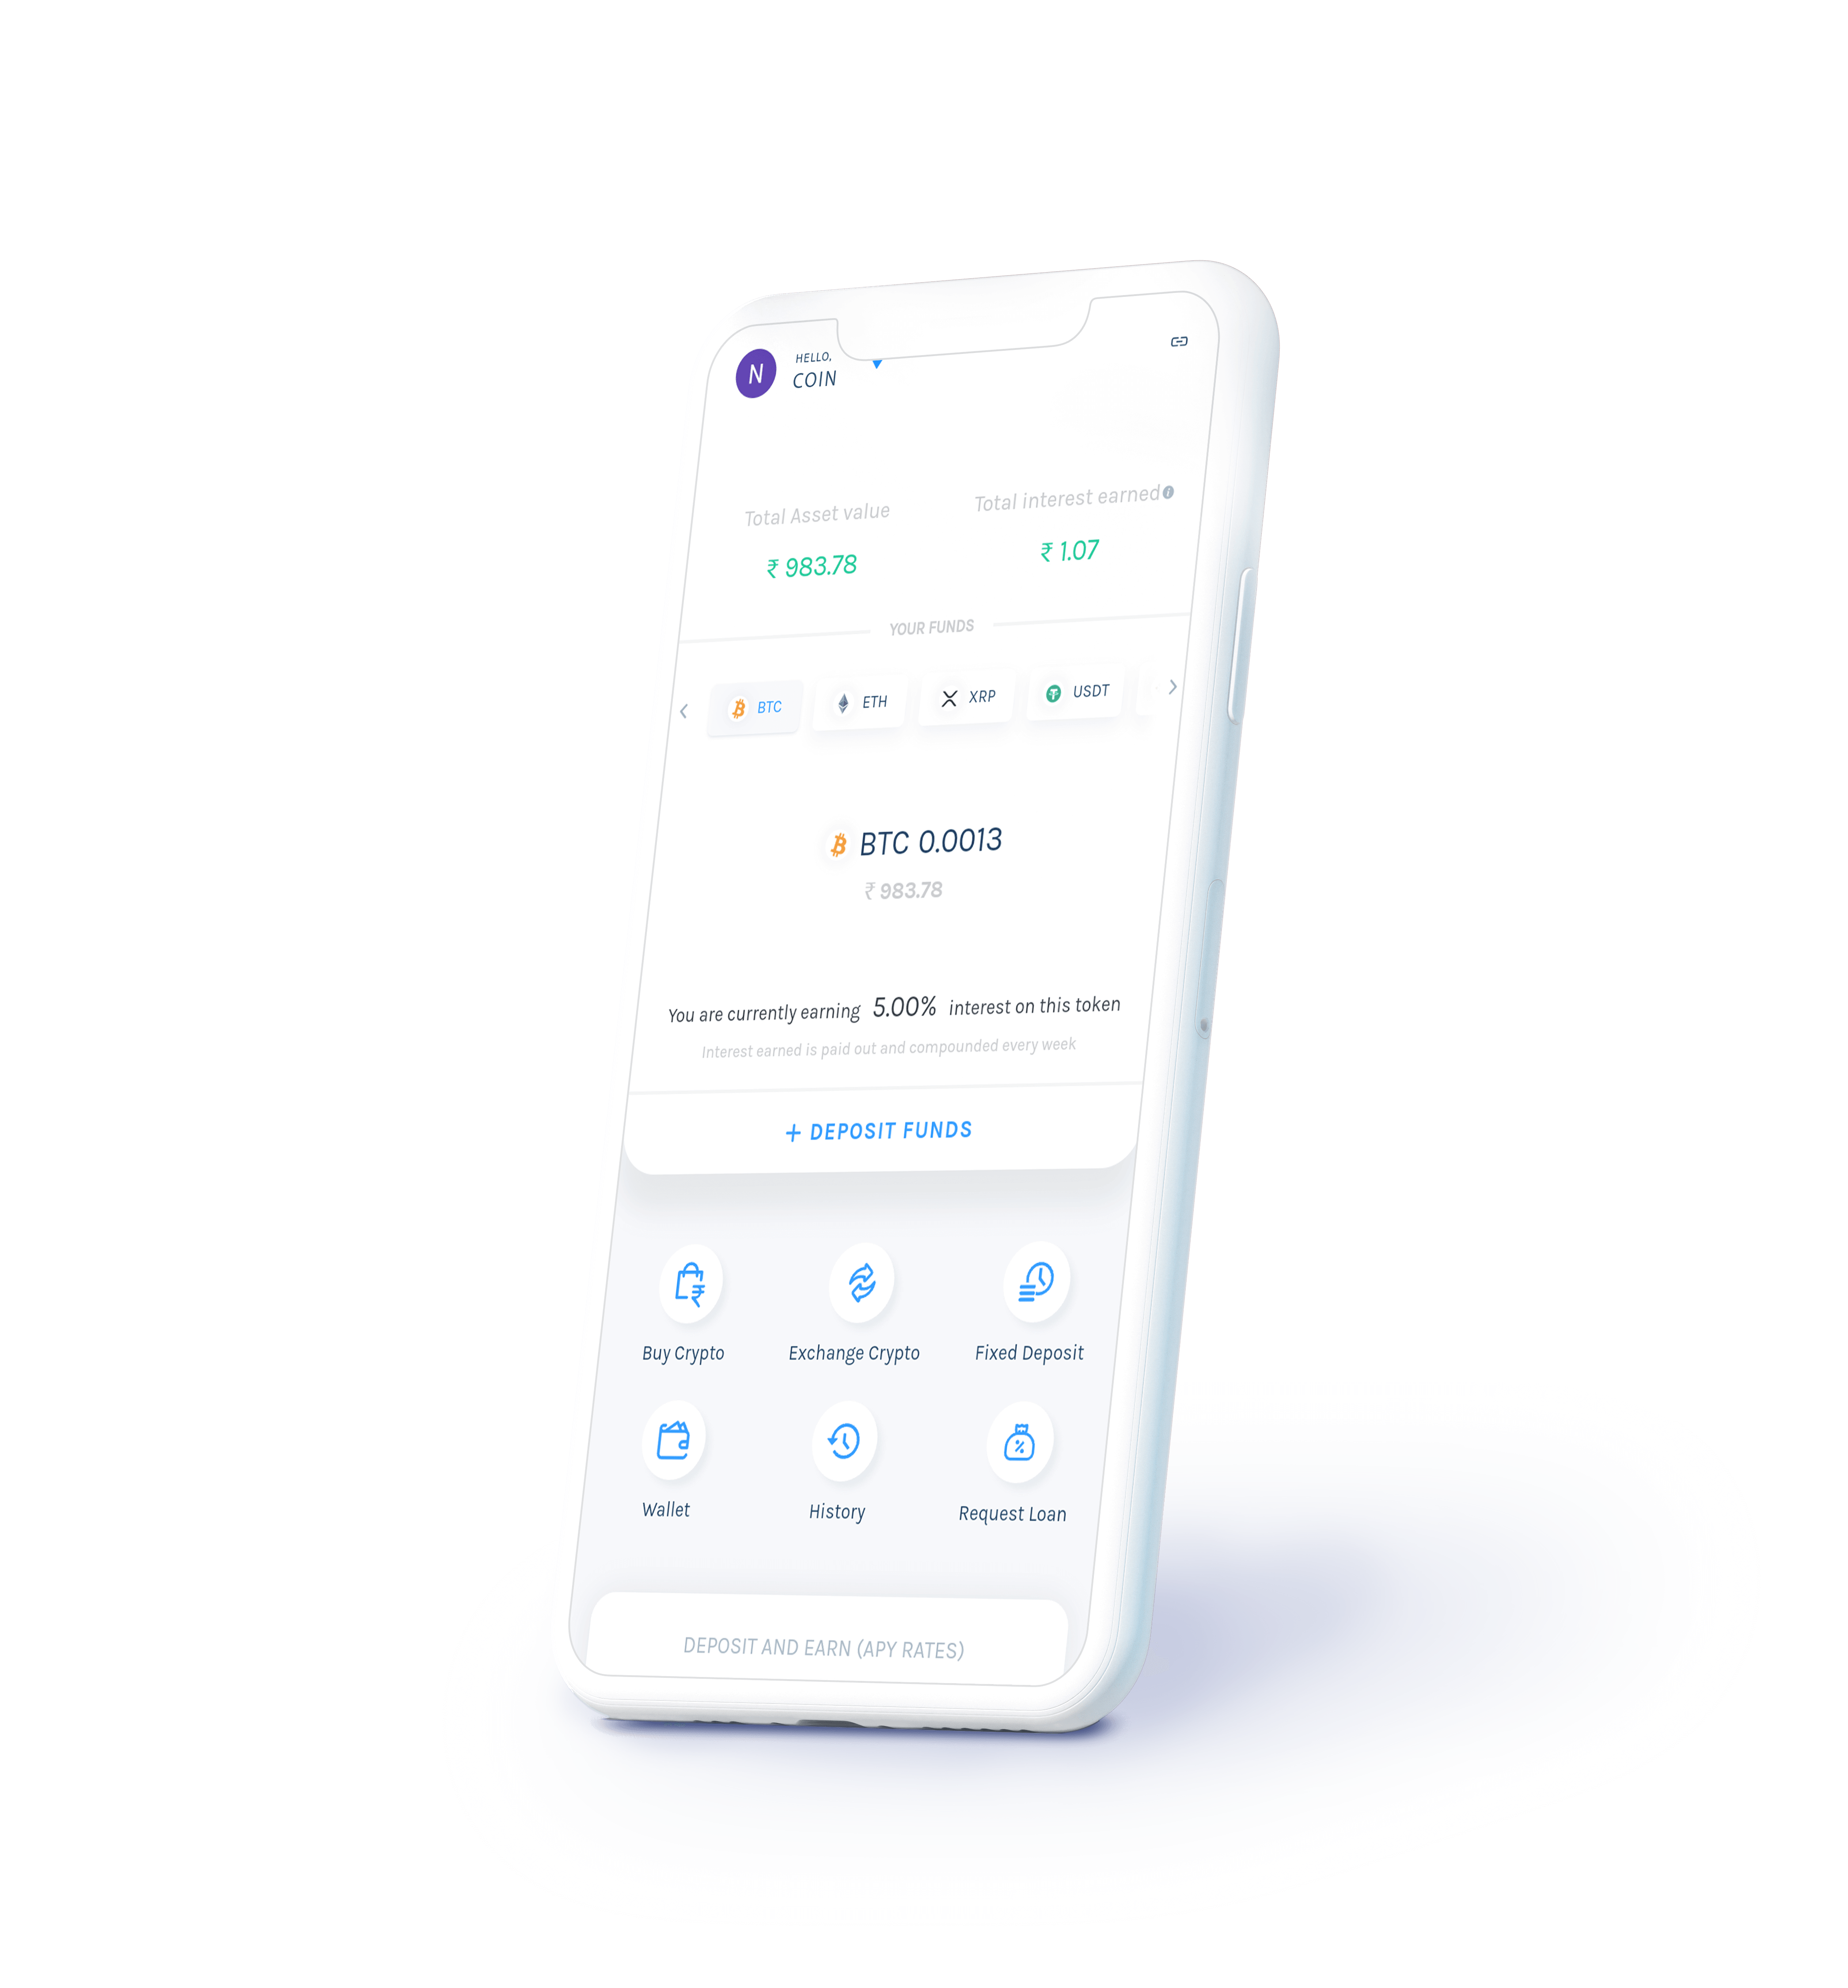 N
HELLO,
COIN
Total Asset value
Total interest earned
₹ 983.78
₹ 1.07
YOUR FUNDS
BTC ETH XRP USDT
BTC 0.0013
₹ 983.78
You are currently earning 5.00% interest on this token
Interest earned is paid out and compounded every week
+ DEPOSIT FUNDS
Buy Crypto Exchange Crypto Fixed Deposit
Wallet History Request Loan
DEPOSIT AND EARN (APY RATES)